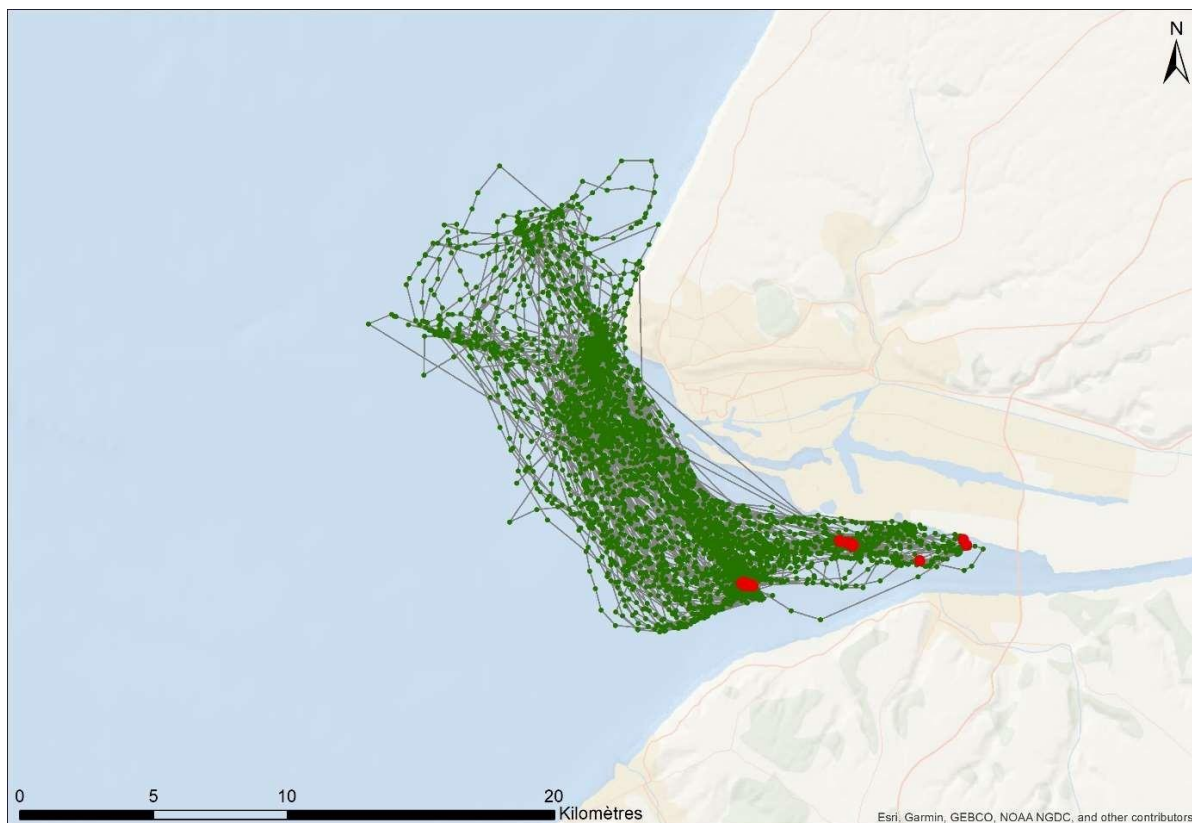 N
0 5 10 20
Kilomètres
Esri, Garmin, GEBCO, NOAA NGDC, and other contributors